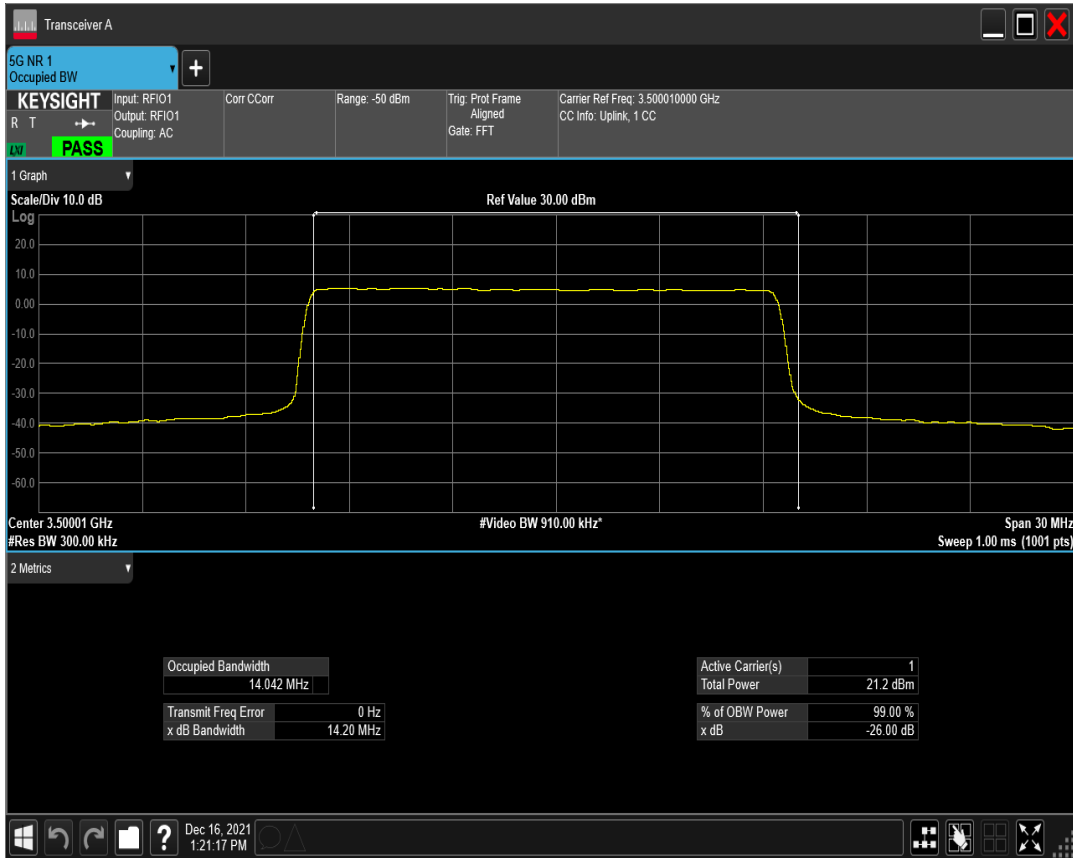 Transceiver A
5G NR 1
Occupied BW
KEYSIGHT
R T
LXI
PASS
Input: RFIO1
Output: RFIO1
Coupling: AC
Corr CCorr
Range: -50 dBm
Trig: Prot Frame
Aligned
Gate: FFT
Carrier Ref Freq: 3.500010000 GHz
CC Info: Uplink, 1 CC
1 Graph
Scale/Div 10.0 dB
Ref Value 30.00 dBm
Log
20.0
10.0
0.00
-10.0
-20.0
-30.0
-40.0
-50.0
-60.0
Center 3.50001 GHz
#Video BW 910.00 kHz*
Span 30 MHz
#Res BW 300.00 kHz
Sweep 1.00 ms (1001 pts)
2 Metrics
Occupied Bandwidth
14.042 MHz
Transmit Freq Error 0 Hz
x dB Bandwidth 14.20 MHz
Active Carrier(s) 1
Total Power 21.2 dBm
% of OBW Power 99.00 %
x dB -26.00 dB
?
Dec 16, 2021
1:21:17 PM